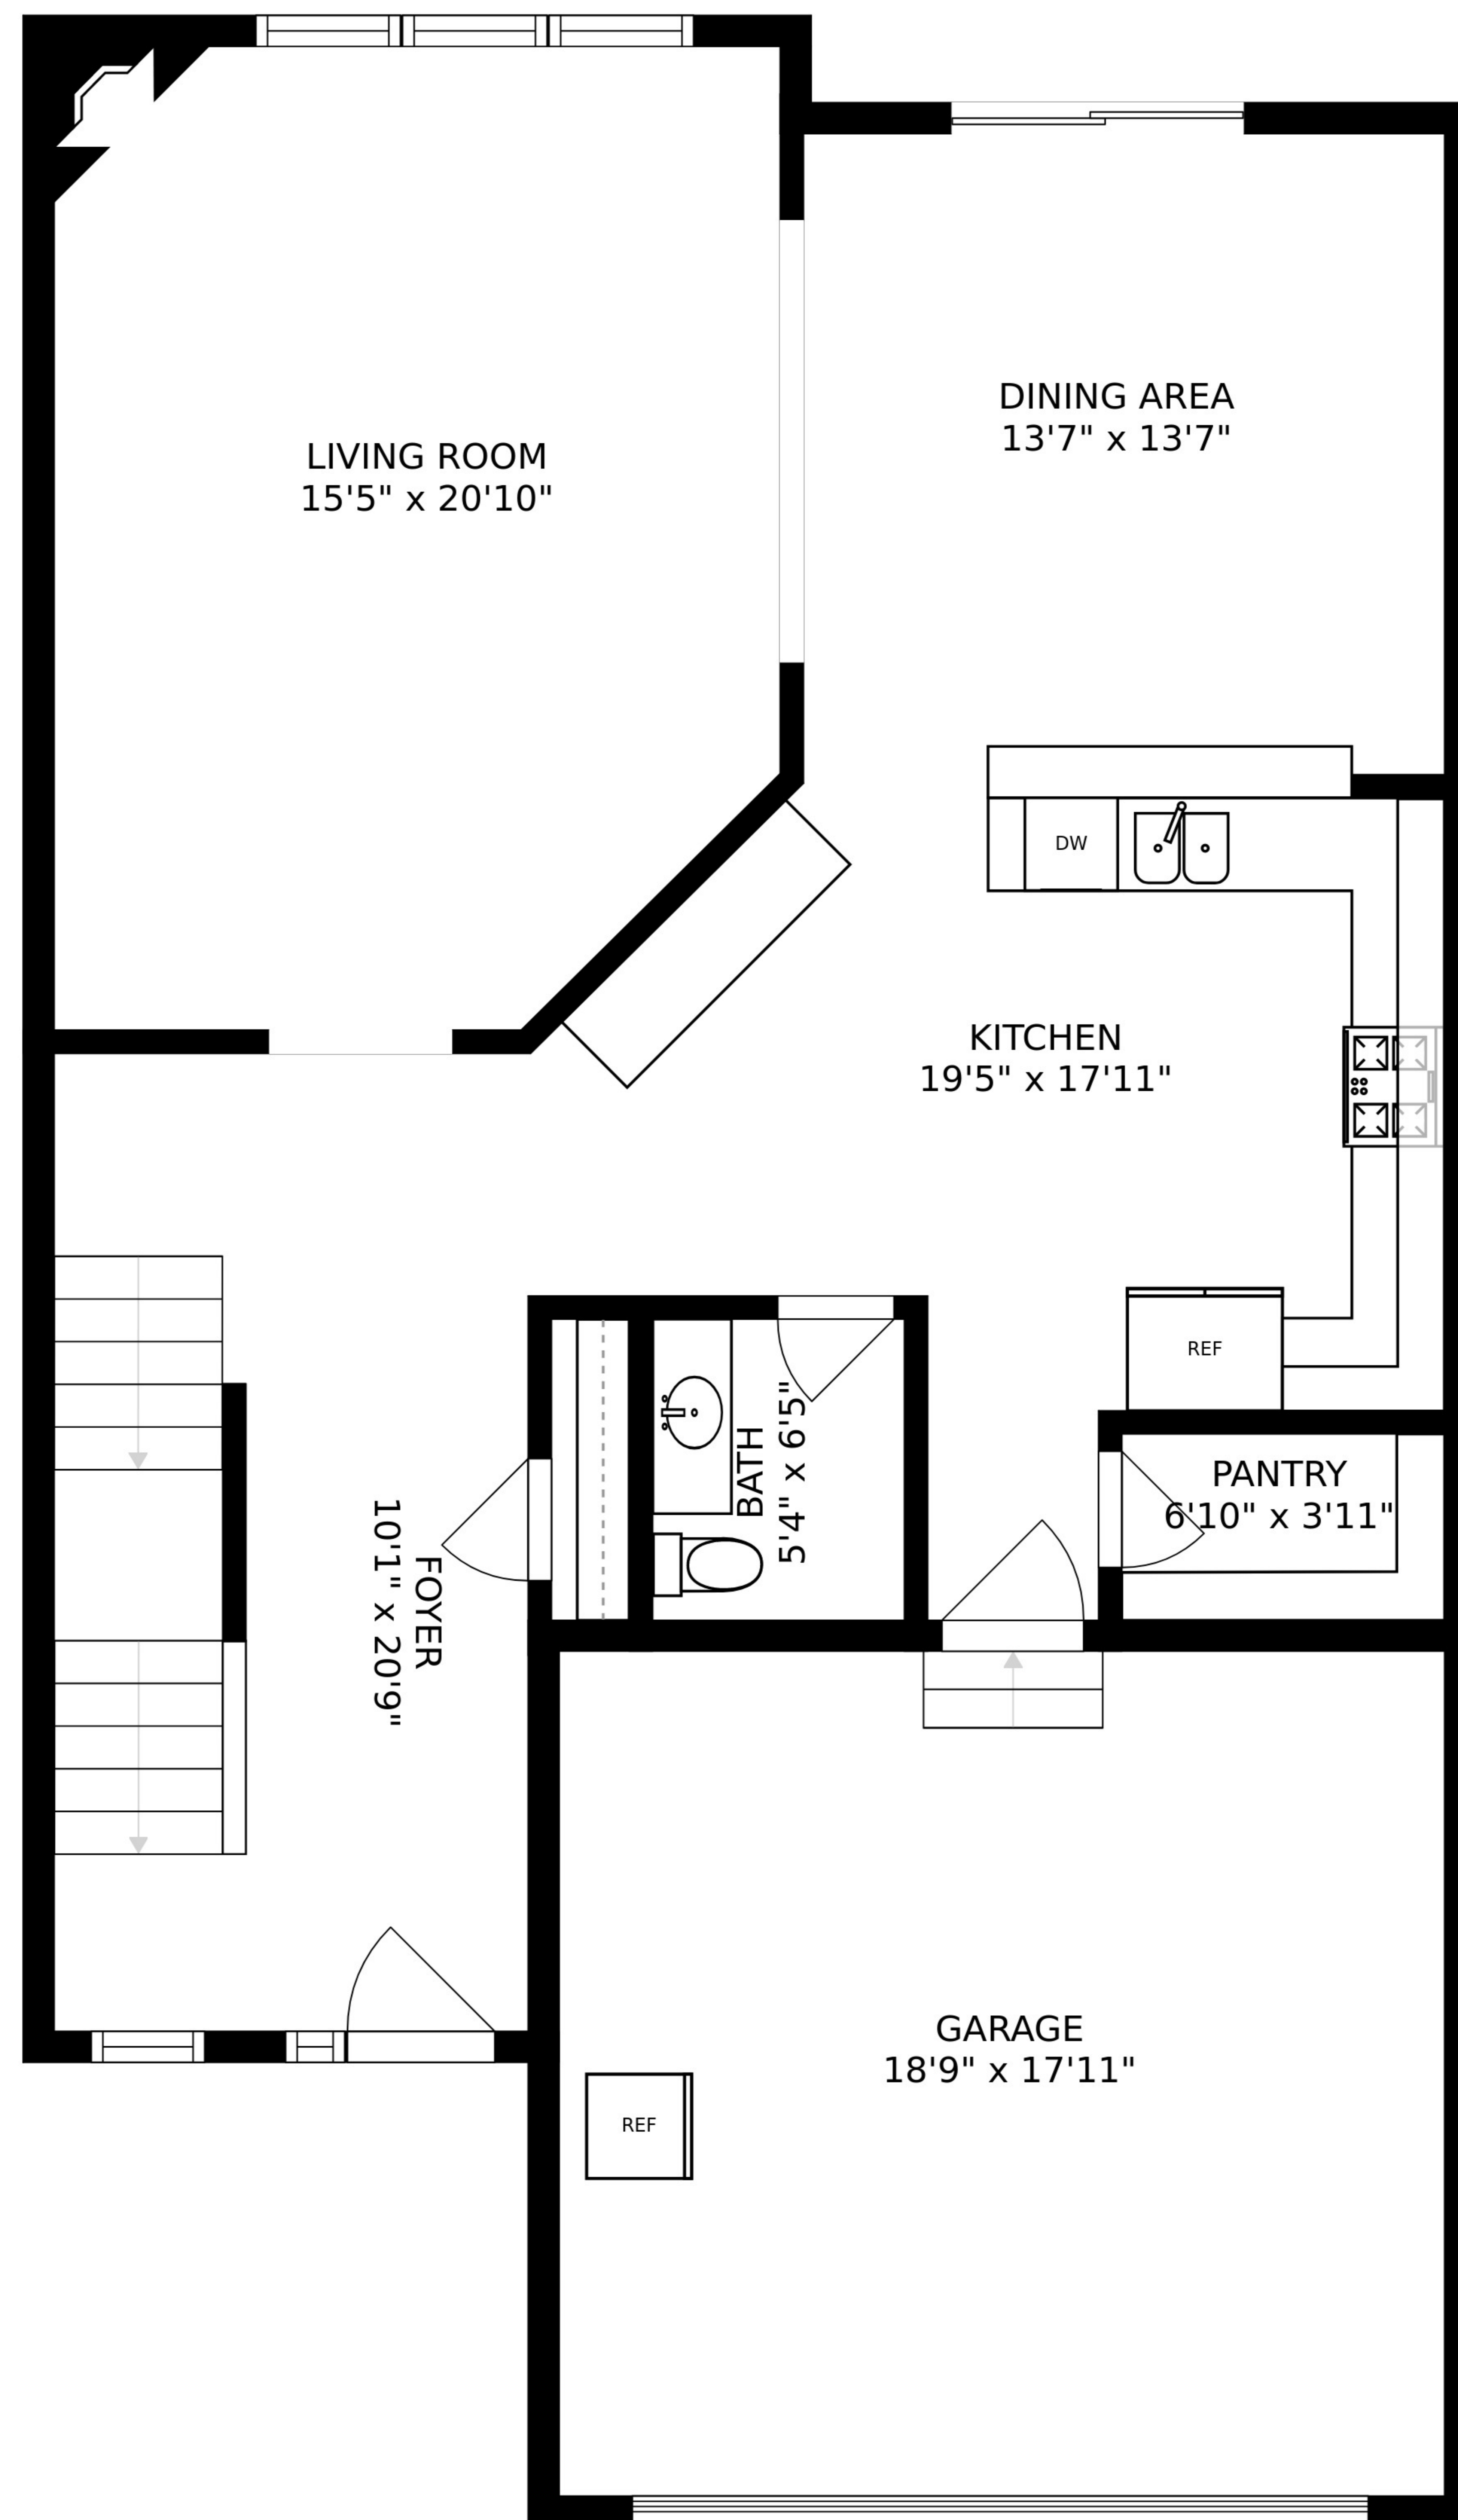 DINING AREA
13'7" x 13'7"
LIVING ROOM
15'5" x 20'10"
DW
KITCHEN
19'5" x 17'11"
REF
BATH
5'4" x 6'5"
PANTRY
6'10" x 3'11"
FOYER
10'1" x 20'9"
GARAGE
18'9" x 17'11"
REF